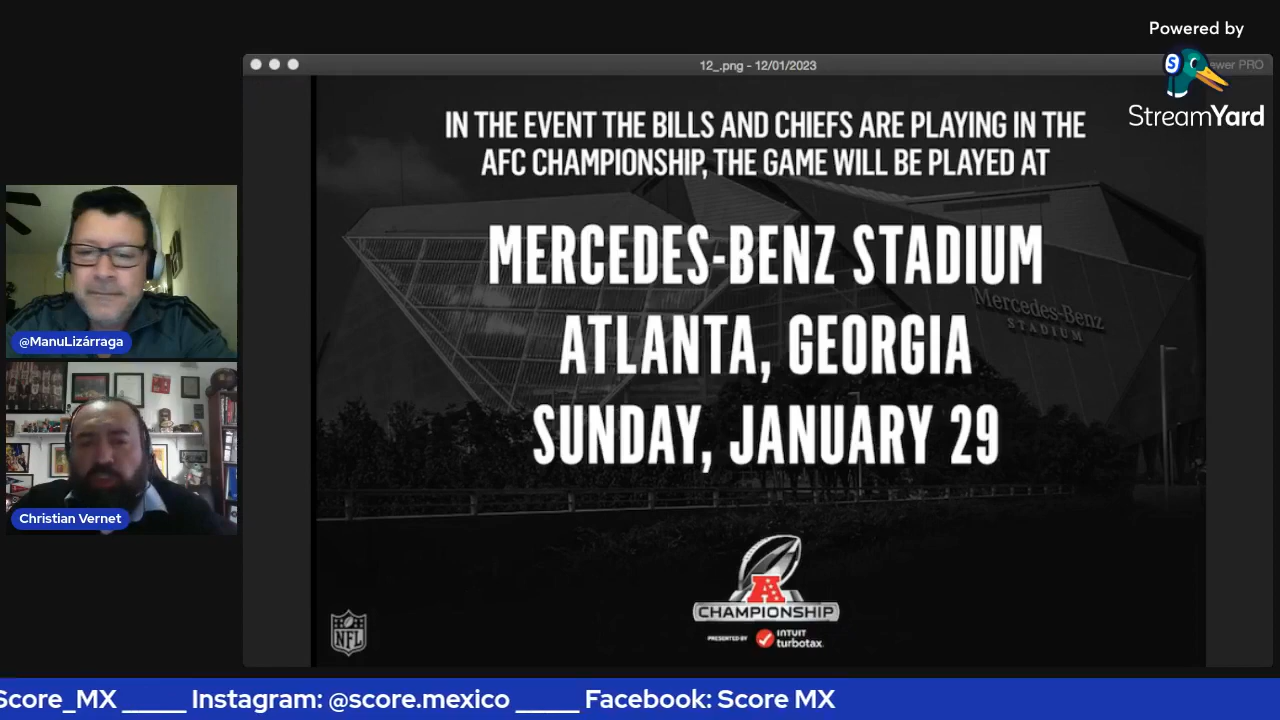 Powered by
StreamYard
12_.png - 12/01/2023
ewer PRO
IN THE EVENT THE BILLS AND CHIEFS ARE PLAYING IN THE
AFC CHAMPIONSHIP, THE GAME WILL BE PLAYED AT
MERCEDES-BENZ STADIUM
ATLANTA, GEORGIA
SUNDAY, JANUARY 29
Mercedes-Benz
STADIUM
@ManuLizárraga
Christian Vernet
A
CHAMPIONSHIP
PRESENTED BY
INTUIT
turbotax
NFL
Score_MX _____ Instagram: @score.mexico _____ Facebook: Score MX